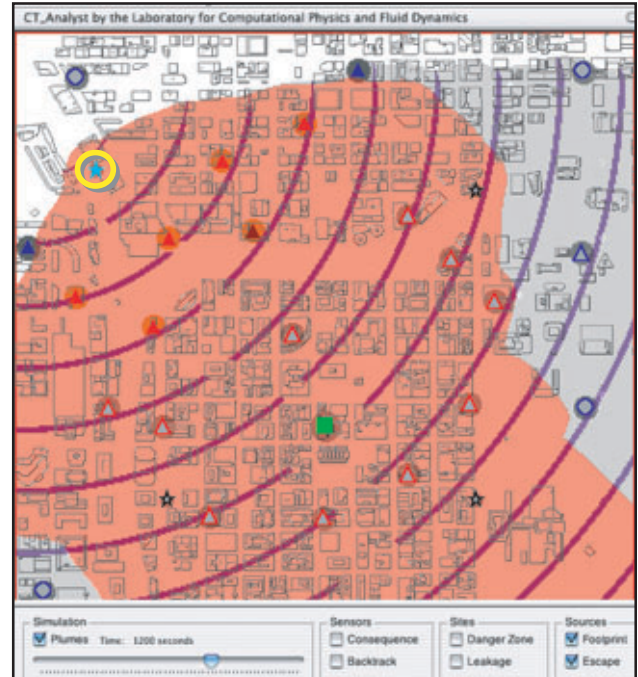 CT_Analyst by the Laboratory for Computational Physics and Fluid Dynamics
Simulation
Plumes Time: 1200 seconds
Sensors
Consequence
Backtrack
Sites
Danger Zone
Leakage
Sources
Footprint
Escape